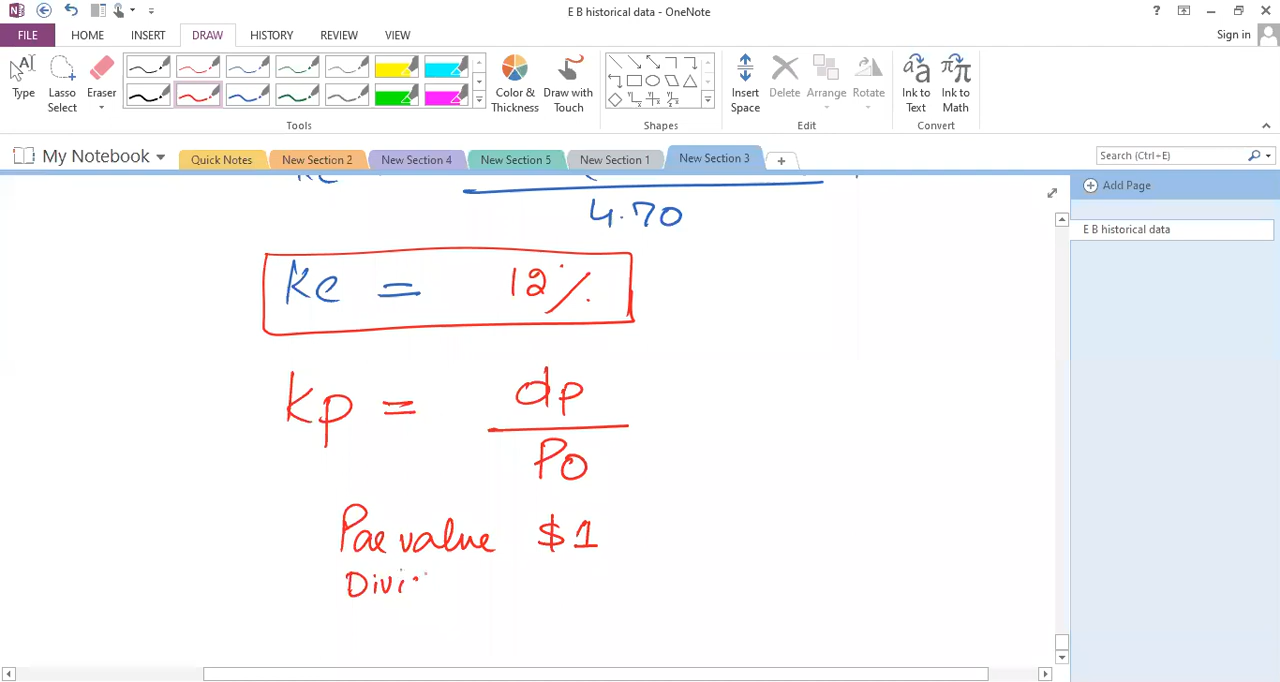 E B historical data - OneNote
Sign in
FILE HOME INSERT DRAW HISTORY REVIEW VIEW
Type Lasso Select Eraser Color & Thickness Draw with Touch Insert Space Delete Arrange Rotate Ink to Text Ink to Math
Tools Shapes Edit Convert
My Notebook Quick Notes New Section 2 New Section 4 New Section 5 New Section 1 New Section 3 Search (Ctrl+E)
Add Page
E B historical data
4.70
Ke = 12%
Kp = dp
Po
Par value $1
Divi